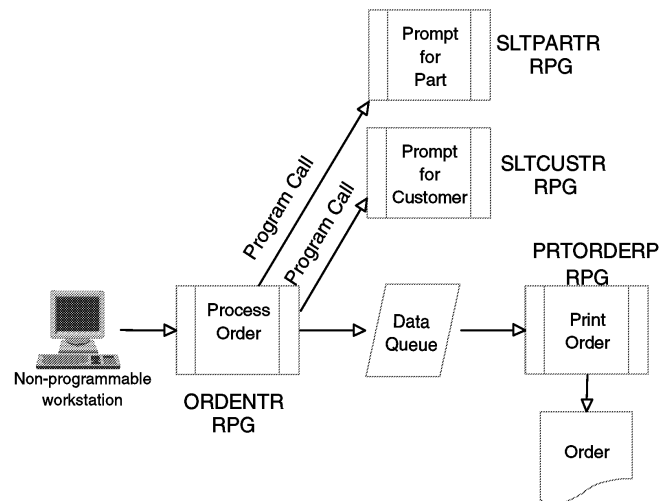 Prompt
for
Part
SLTPARTR
RPG
Program Call
Prompt
for
Customer
SLTCUSTR
RPG
Program Call
PRTORDERP
RPG
Process
Order
Data
Queue
Print
Order
Non-programmable
workstation
ORDENTR
RPG
Order